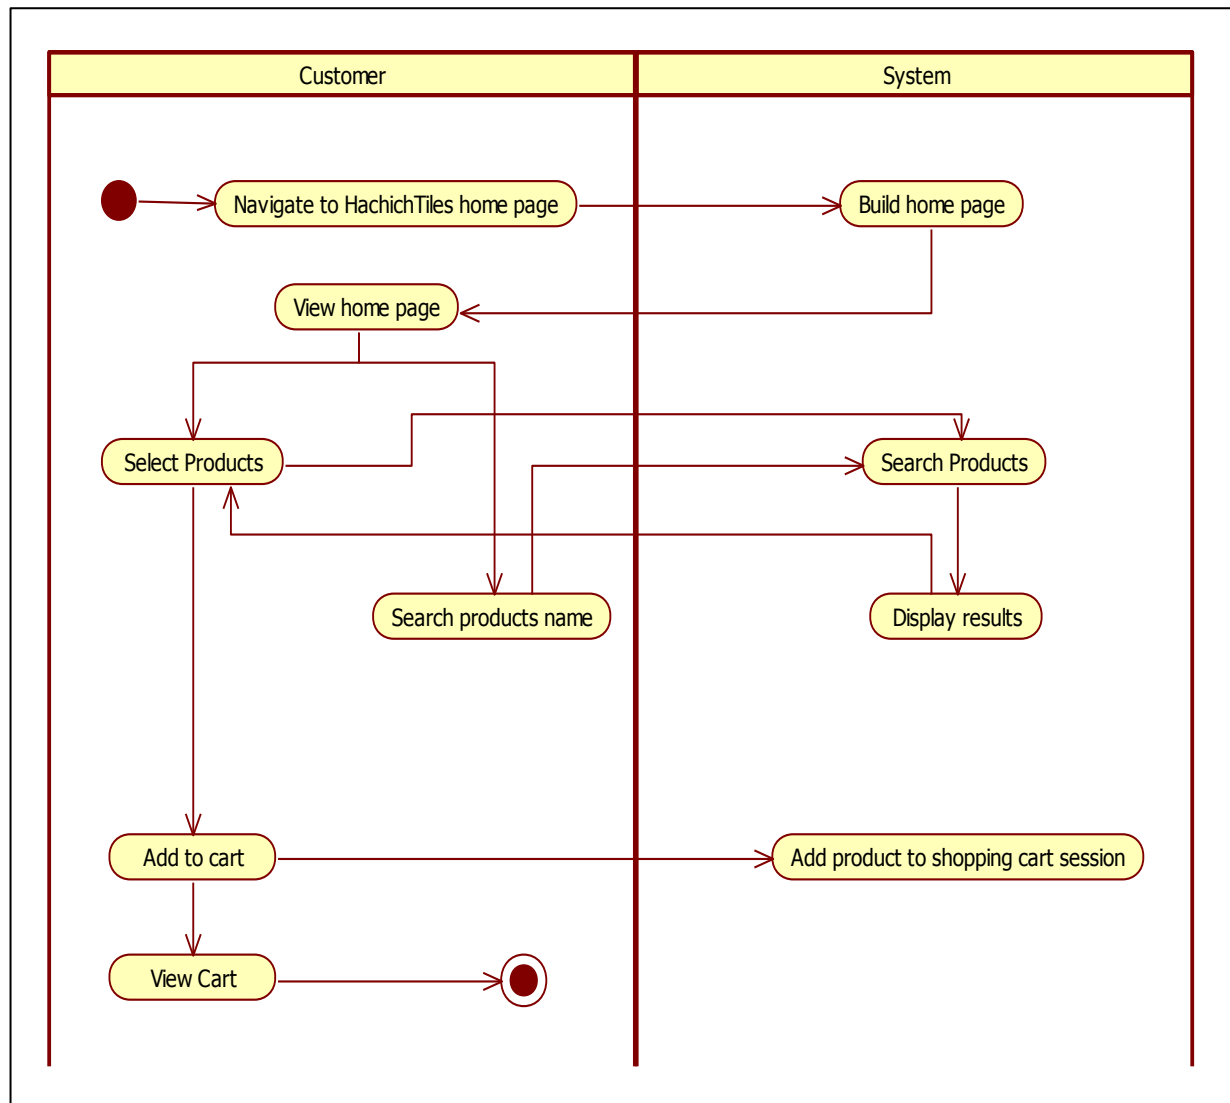 Customer
System
Navigate to HachichTiles home page
Build home page
View home page
Select Products
Search Products
Search products name
Display results
Add to cart
Add product to shopping cart session
View Cart